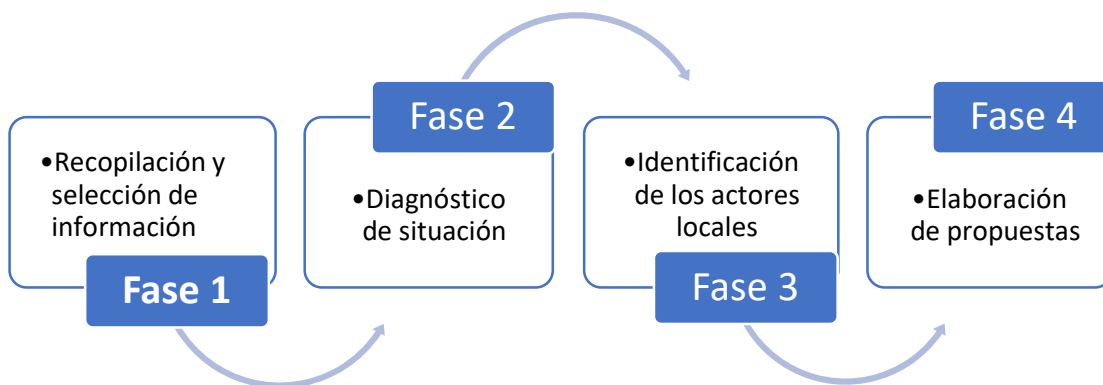 •Recopilación y
selección de
información
Fase 1
Fase 2
•Diagnóstico
de situación
•Identificación
de los actores
locales
Fase 3
Fase 4
•Elaboración
de propuestas